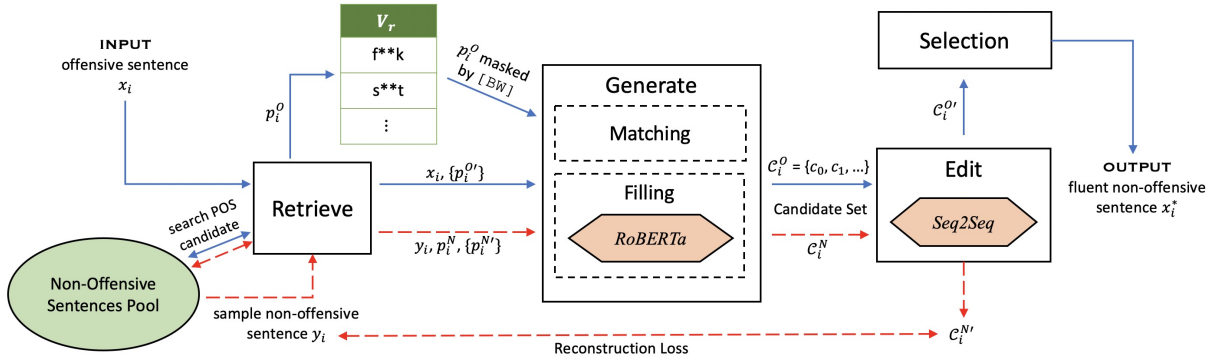 INPUT
offensive sentence
x_i
p_i^O
V_r
f**k
s**t
⋮
p_i^O masked
by [BW]
Retrieve
search POS
candidate
Non-Offensive
Sentences Pool
sample non-offensive
sentence y_i
x_i, {p_i^{O'}}
y_i, p_i^N, {p_i^{N'}}
Generate
Matching
Filling
RoBERTa
C_i^O = {c_0, c_1, ...}
Candidate Set
C_i^N
Edit
Seq2Seq
C_i^{O'}
Selection
OUTPUT
fluent non-offensive
sentence x_i^*
C_i^{N'}
Reconstruction Loss